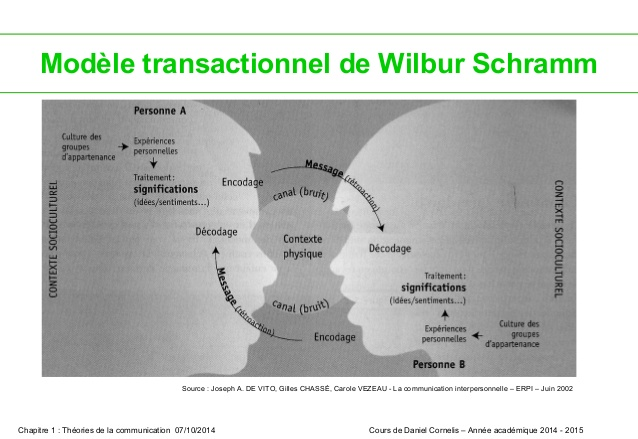 Modèle transactionnel de Wilbur Schramm
Personne A
Culture des
groupes
d'appartenance
Expériences
personnelles
Traitement :
significations
(idées/sentiments...)
CONTEXTE SOCIOCULTUREL
Encodage
Message (rétroaction)
canal (bruit)
Décodage
Contexte
physique
Décodage
CONTEXTE SOCIOCULTUREL
Traitement :
significations
(idées/sentiments...)
Message (rétroaction)
canal (bruit)
Encodage
Expériences
personnelles
Culture des
groupes
d'appartenance
Personne B
Source : Joseph A. DE VITO, Gilles CHASSÉ, Carole VEZEAU - La communication interpersonnelle – ERPI – Juin 2002
Chapitre 1 : Théories de la communication 07/10/2014
Cours de Daniel Cornelis – Année académique 2014 - 2015